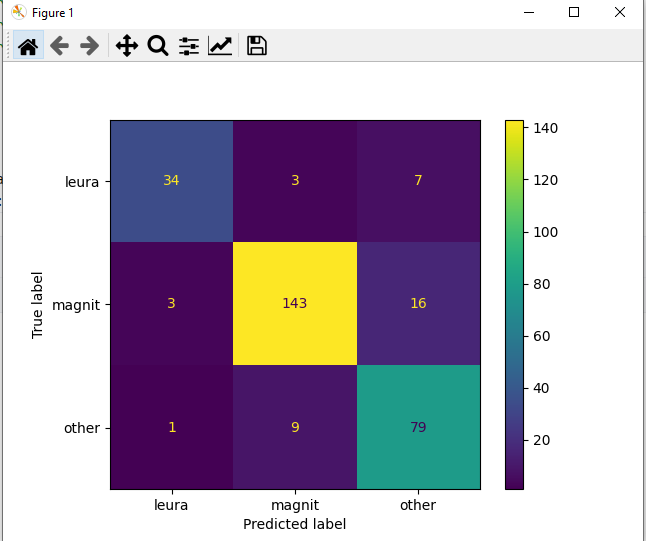 Figure 1
140
leura 34 3 7
120
100
True label
magnit 3 143 16
80
60
40
other 1 9 79
20
leura magnit other
Predicted label